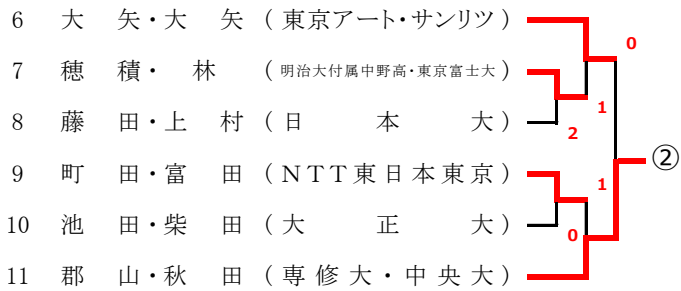 6 大 矢・大 矢 (東京アート・サンリツ)
0
7 穂 積・ 林 (明治大付属中野高・東京富士大)
1
8 藤 田・上 村 (日 本 大)
2
②
9 町 田・富 田 (NTT東日本東京)
1
10 池 田・柴 田 (大 正 大)
0
11 郡 山・秋 田 (専修大・中央大)